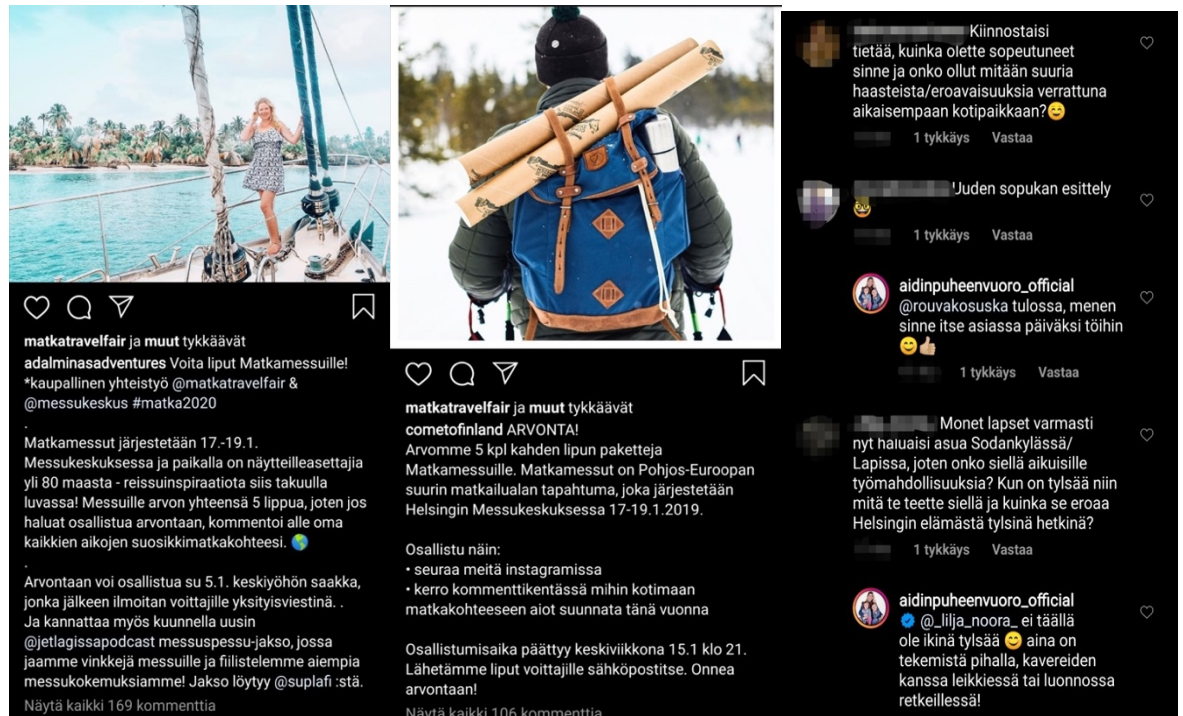 matkatravelfair ja muut tykkäävät
adalminasadventures Voita liput Matkamessuille!
*kaupallinen yhteistyö @matkatravelfair &
@messukeskus #matka2020
.
Matkamessut järjestetään 17.-19.1.
Messukeskuksessa ja paikalla on näytteilleasettajia
yli 80 maasta - reissuinspiraatiota siis takuulla
luvassa! Messuille arvon yhteensä 5 lippua, joten jos
haluat osallistua arvontaan, kommentoi alle oma
kaikkien aikojen suosikkimatkakohteesi. 🌎
.
Arvontaan voi osallistua su 5.1. keskiyöhön saakka,
jonka jälkeen ilmoitan voittajille yksityisviestinä. .
Ja kannattaa myös kuunnella uusin
@jetlagissapodcast messuspessu-jakso, jossa
jaamme vinkkejä messuille ja fiilistelemme aiempia
messukokemuksiamme! Jakso löytyy @suplafi :stä.
Näytä kaikki 169 kommenttia
matkatravelfair ja muut tykkäävät
cometofinland ARVONTA!
Arvomme 5 kpl kahden lipun paketteja
Matkamessuille. Matkamessut on Pohjos-Euroopan
suurin matkailualan tapahtuma, joka järjestetään
Helsingin Messukeskuksessa 17-19.1.2019.
Osallistu näin:
• seuraa meitä instagramissa
• kerro kommenttikentässä mihin kotimaan
matkakohteeseen aiot suunnata tänä vuonna
Osallistumisaika päättyy keskiviikkona 15.1 klo 21.
Lähetämme liput voittajille sähköpostitse. Onnea
arvontaan!
Näytä kaikki 106 kommenttia
Kiinnostaisi
tietää, kuinka olette sopeutuneet
sinne ja onko ollut mitään suuria
haasteista/eroavaisuuksia verrattuna
aikaisempaan kotipaikkaan?😊
1 tykkäys Vastaa
Uuden sopukan esittely
🤓
1 tykkäys Vastaa
aidinpuheenvuoro_official
@rouvakosuska tulossa, menen
sinne itse asiassa päiväksi töihin
😊👍🏼
1 tykkäys Vastaa
Monet lapset varmasti
nyt haluaisi asua Sodankylässä/
Lapissa, joten onko siellä aikuisille
työmahdollisuuksia? Kun on tylsää niin
mitä te teette siellä ja kuinka se eroaa
Helsingin elämästä tylsinä hetkinä?
1 tykkäys Vastaa
aidinpuheenvuoro_official
@_lilja_noora_ ei täällä
ole ikinä tylsää 😊 aina on
tekemistä pihalla, kavereiden
kanssa leikkiessä tai luonnossa
retkeillessä!